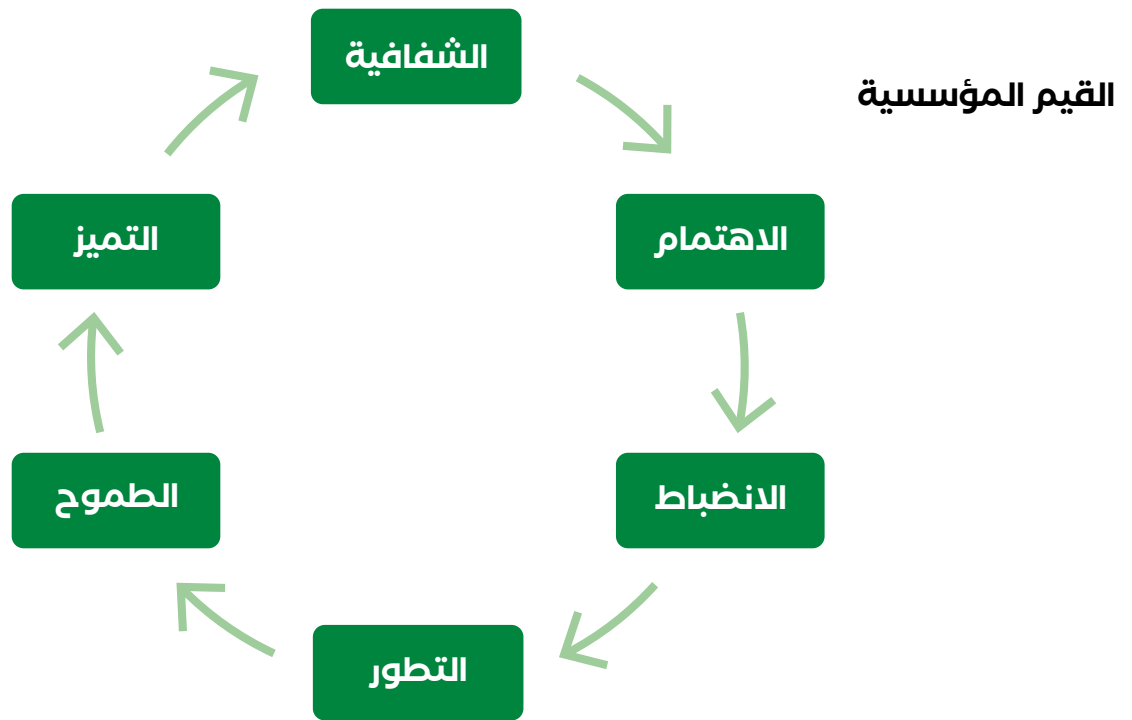 القيم المؤسسية
الشفافية
الاهتمام
الانضباط
التطور
الطموح
التميز